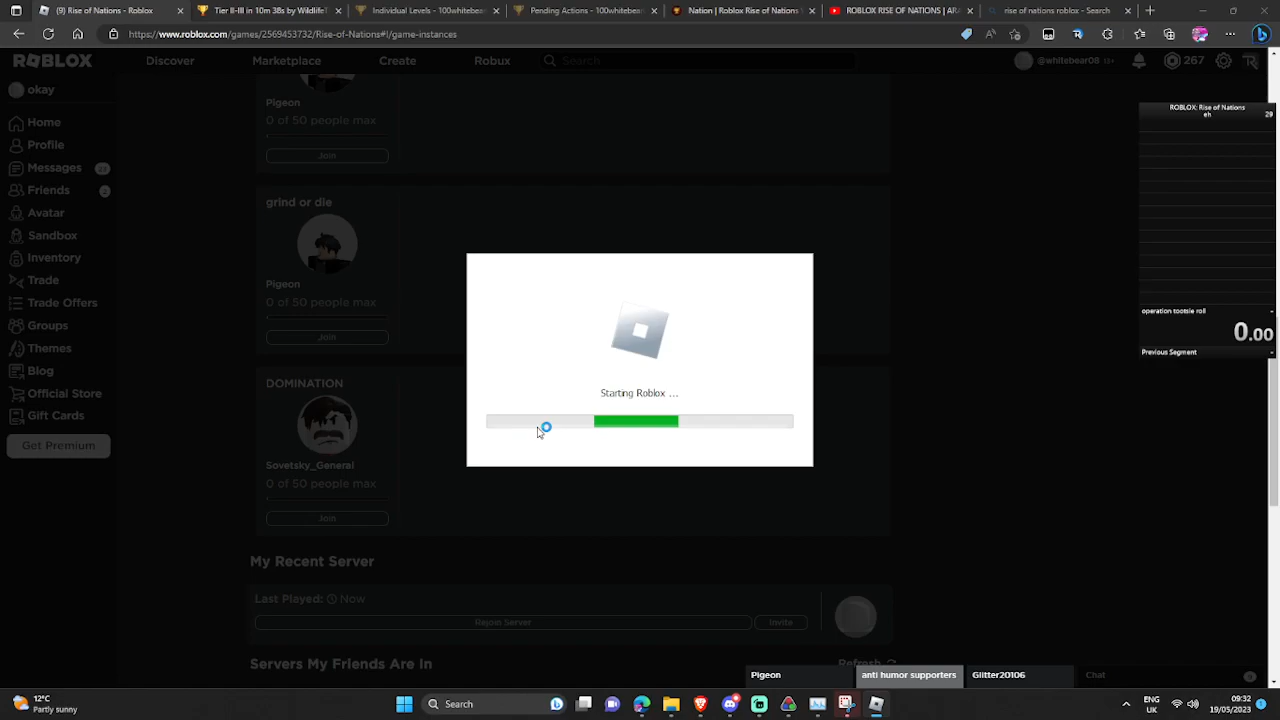 (9) Rise of Nations - Roblox
Tier II-III in 10m 38s by Wildlife1
Individual Levels - 100whitebear
Pending Actions - 100whitebear
Nation | Roblox Rise of Nations
ROBLOX RISE OF NATIONS | AR
rise of nations roblox - Search
https://www.roblox.com/games/2569453732/Rise-of-Nations#!/game-instances
ROBLOX
Discover
Marketplace
Create
Robux
Search
@whitebear08 13+
267
okay
Home
Profile
Messages 23
Friends 2
Avatar
Sandbox
Inventory
Trade
Trade Offers
Groups
Themes
Blog
Official Store
Gift Cards
Get Premium
Pigeon
0 of 50 people max
Join
grind or die
Pigeon
0 of 50 people max
Join
DOMINATION
Sovetsky_General
0 of 50 people max
Join
Starting Roblox ...
My Recent Server
Last Played: Now
Rejoin Server
Invite
Servers My Friends Are In
Refresh
ROBLOX: Rise of Nations
eh
29
operation tootsie roll
-
0.00
Previous Segment
-
Pigeon
anti humor supporters
Glitter20106
Chat
12°C
Partly sunny
Search
ENG
UK
09:32
19/05/2023